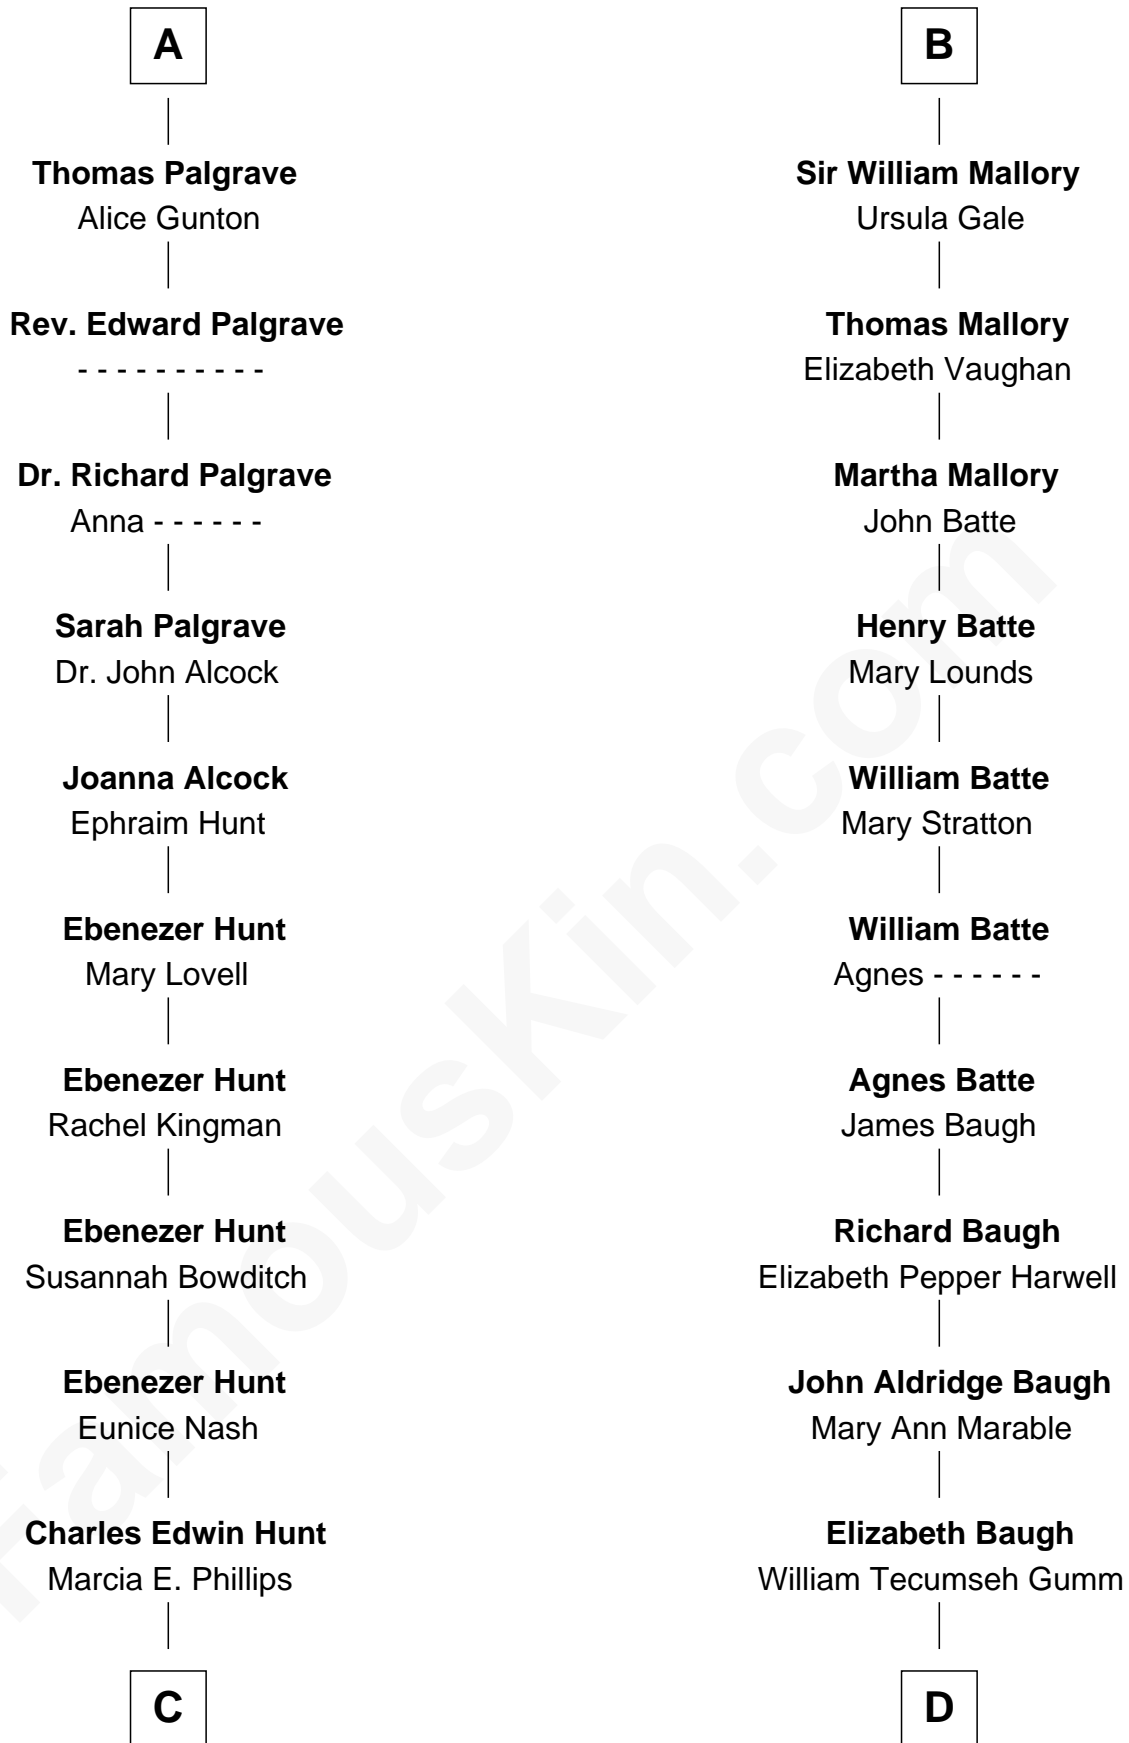 A
Thomas Palgrave
Alice Gunton
Rev. Edward Palgrave
- - - - - - - - - -
Dr. Richard Palgrave
Anna - - - - - -
Sarah Palgrave
Dr. John Alcock
Joanna Alcock
Ephraim Hunt
Ebenezer Hunt
Mary Lovell
Ebenezer Hunt
Rachel Kingman
Ebenezer Hunt
Susannah Bowditch
Ebenezer Hunt
Eunice Nash
Charles Edwin Hunt
Marcia E. Phillips
C
B
Sir William Mallory
Ursula Gale
Thomas Mallory
Elizabeth Vaughan
Martha Mallory
John Batte
Henry Batte
Mary Lounds
William Batte
Mary Stratton
William Batte
Agnes - - - - - -
Agnes Batte
James Baugh
Richard Baugh
Elizabeth Pepper Harwell
John Aldridge Baugh
Mary Ann Marable
Elizabeth Baugh
William Tecumseh Gumm
D
FamousKin.com